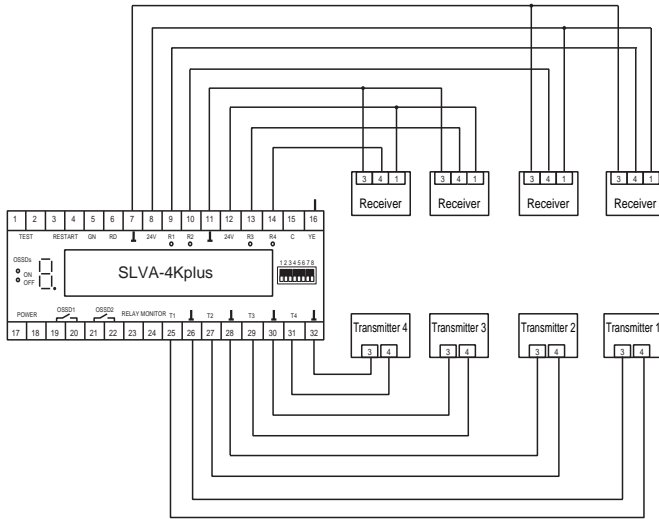 3 4 1 3 4 1 3 4 1 3 4 1
Receiver Receiver Receiver Receiver
1 2 3 4 5 6 7 8 9 10 11 12 13 14 15 16
TEST RESTART GN RD 24V R1 R2 24V R3 R4 C YE
OSSDs
ON
OFF
8.
SLVA-4Kplus
1 2 3 4 5 6 7 8
POWER OSSD1 OSSD2 RELAY MONITOR T1 T2 T3 T4
17 18 19 20 21 22 23 24 25 26 27 28 29 30 31 32
Transmitter 4 Transmitter 3 Transmitter 2 Transmitter 1
3 4 3 4 3 4 3 4